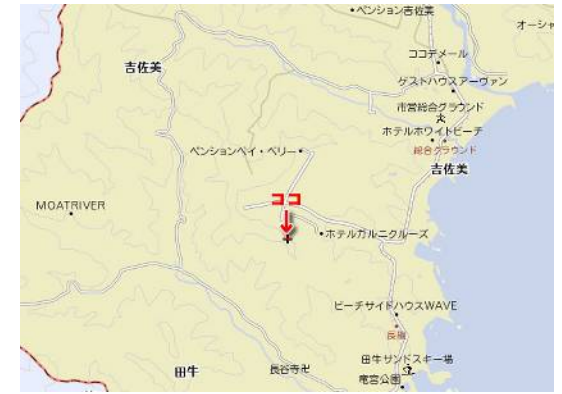 ペンション吉佐美
オーシャ
ココデメール
吉佐美
ゲストハウスアーヴァン
市営総合グラウンド
ホテルホワイトビーチ
総合グラウンド
ペンションベイ・ベリー
吉佐美
ココ
MOATRIVER
ホテルガルニクルーズ
ビーチサイドハウスWAVE
田牛サンドスキー場
田牛
長谷寺卍
竜宮公園